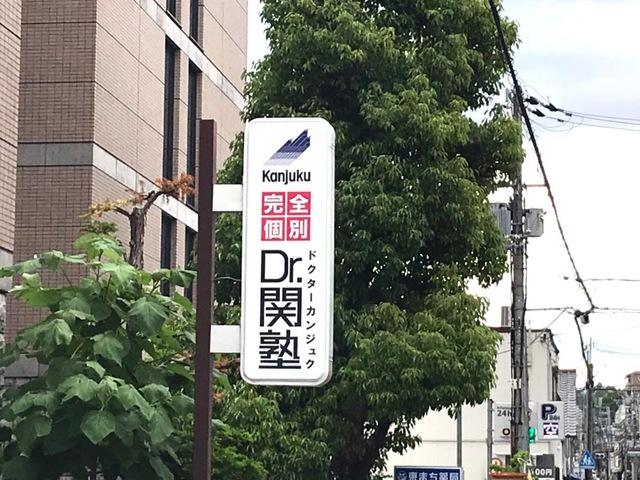 Kanjuku
完全
個別
Dr.関塾
ドクターカンジュク
24H
P
空
00